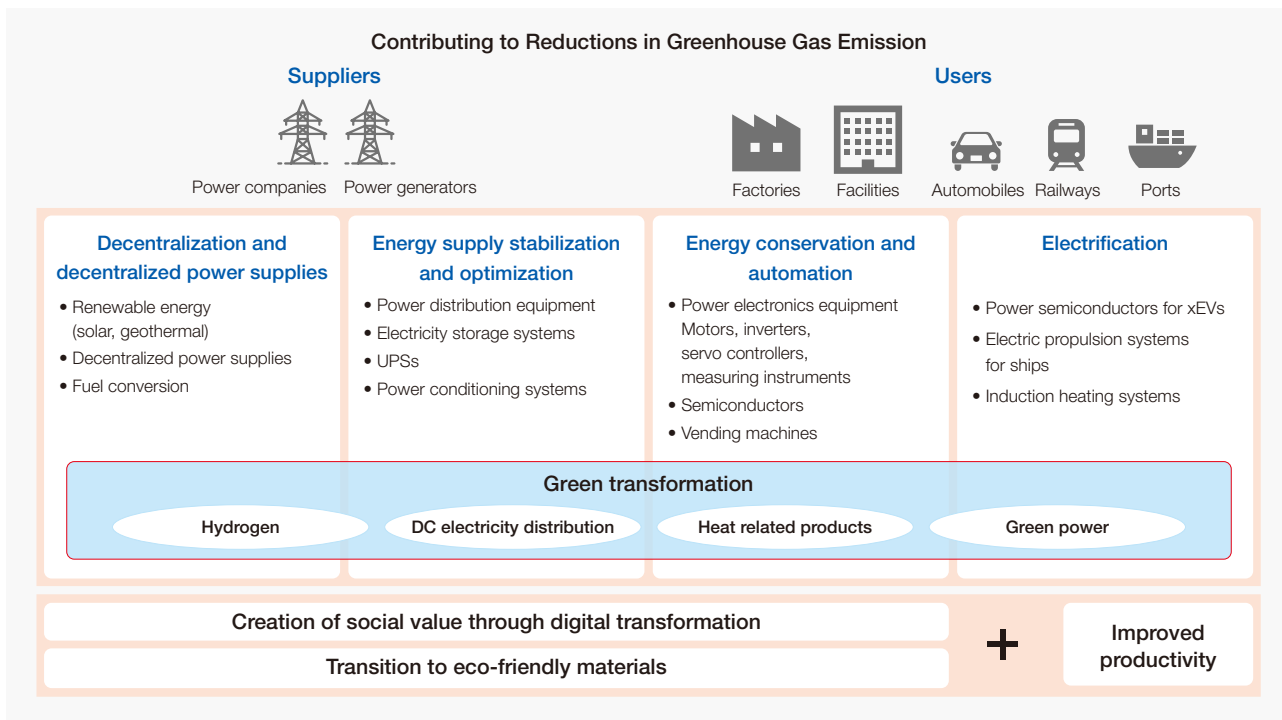 Contributing to Reductions in Greenhouse Gas Emission
Suppliers
Users
Power companies
Power generators
Factories
Facilities
Automobiles
Railways
Ports
Decentralization and
decentralized power supplies
• Renewable energy
(solar, geothermal)
• Decentralized power supplies
• Fuel conversion
Energy supply stabilization
and optimization
• Power distribution equipment
• Electricity storage systems
• UPSs
• Power conditioning systems
Energy conservation and
automation
• Power electronics equipment
Motors, inverters,
servo controllers,
measuring instruments
• Semiconductors
• Vending machines
Electrification
• Power semiconductors for xEVs
• Electric propulsion systems
for ships
• Induction heating systems
Green transformation
Hydrogen
DC electricity distribution
Heat related products
Green power
Creation of social value through digital transformation
Transition to eco-friendly materials
+
Improved
productivity